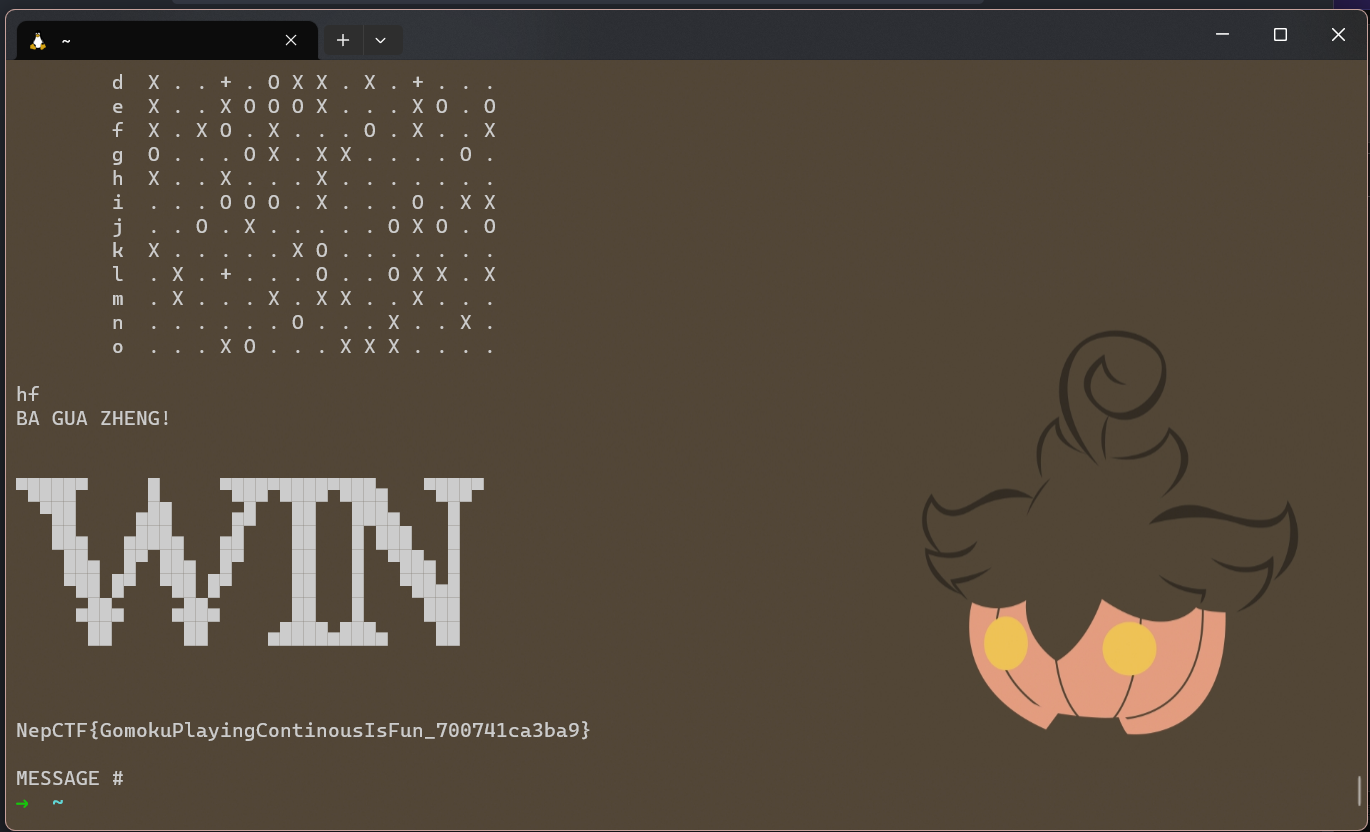 ~
d X . . + . O X X . X . + . . .
e X . . X O O O X . . . X O . O
f X . X O . X . . . O . X . . X
g O . . . O X . X X . . . . O .
h X . . X . . . X . . . . . . .
i . . . O O O . X . . . O . X X
j . . O . X . . . . . O X O . O
k X . . . . . X O . . . . . . .
l . X . + . . . O . . O X X . X
m . X . . . X . X X . . X . . .
n . . . . . . O . . . X . . X .
o . . . X O . . . X X X . . . .
hf
BA GUA ZHENG!
WIN
NepCTF{GomokuPlayingContinousIsFun_700741ca3ba9}
MESSAGE #
→ ~